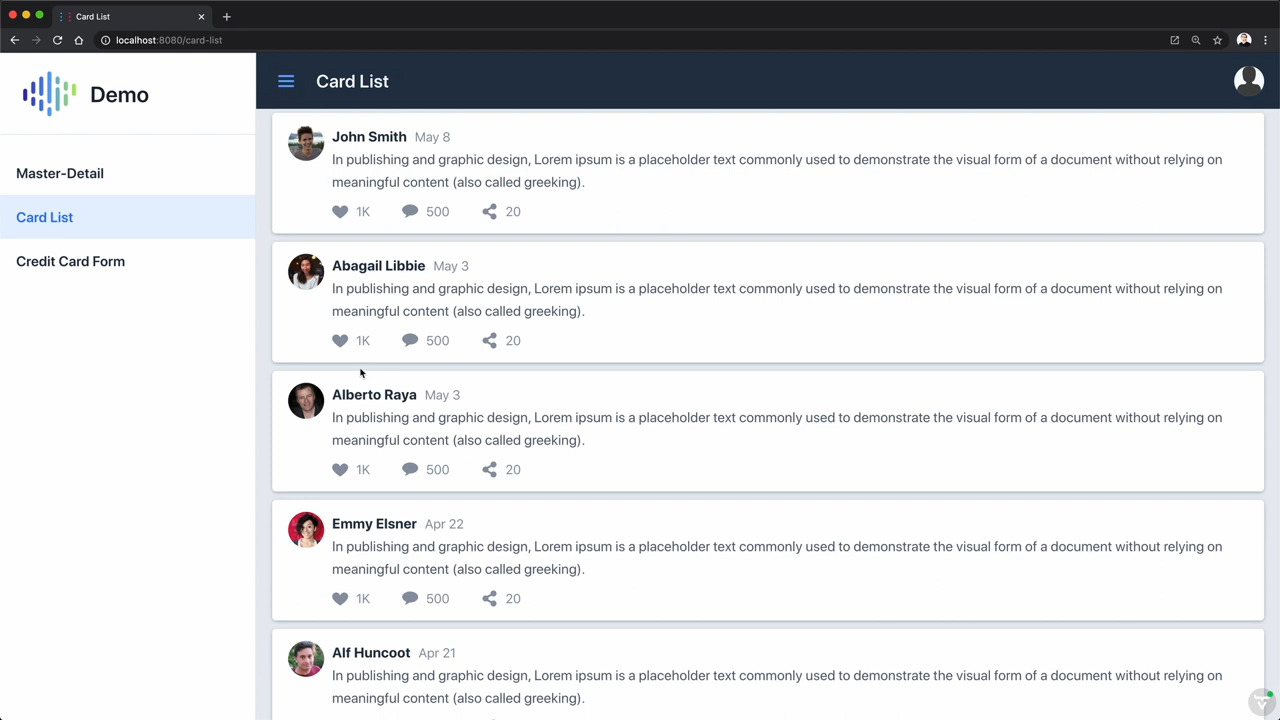 Card List
localhost:8080/card-list
Demo
Card List
Master-Detail
Card List
Credit Card Form
John Smith May 8
In publishing and graphic design, Lorem ipsum is a placeholder text commonly used to demonstrate the visual form of a document without relying on
meaningful content (also called greeking).
1K 500 20
Abagail Libbie May 3
In publishing and graphic design, Lorem ipsum is a placeholder text commonly used to demonstrate the visual form of a document without relying on
meaningful content (also called greeking).
1K 500 20
Alberto Raya May 3
In publishing and graphic design, Lorem ipsum is a placeholder text commonly used to demonstrate the visual form of a document without relying on
meaningful content (also called greeking).
1K 500 20
Emmy Elsner Apr 22
In publishing and graphic design, Lorem ipsum is a placeholder text commonly used to demonstrate the visual form of a document without relying on
meaningful content (also called greeking).
1K 500 20
Alf Huncoot Apr 21
In publishing and graphic design, Lorem ipsum is a placeholder text commonly used to demonstrate the visual form of a document without relying on
meaningful content (also called greeking).